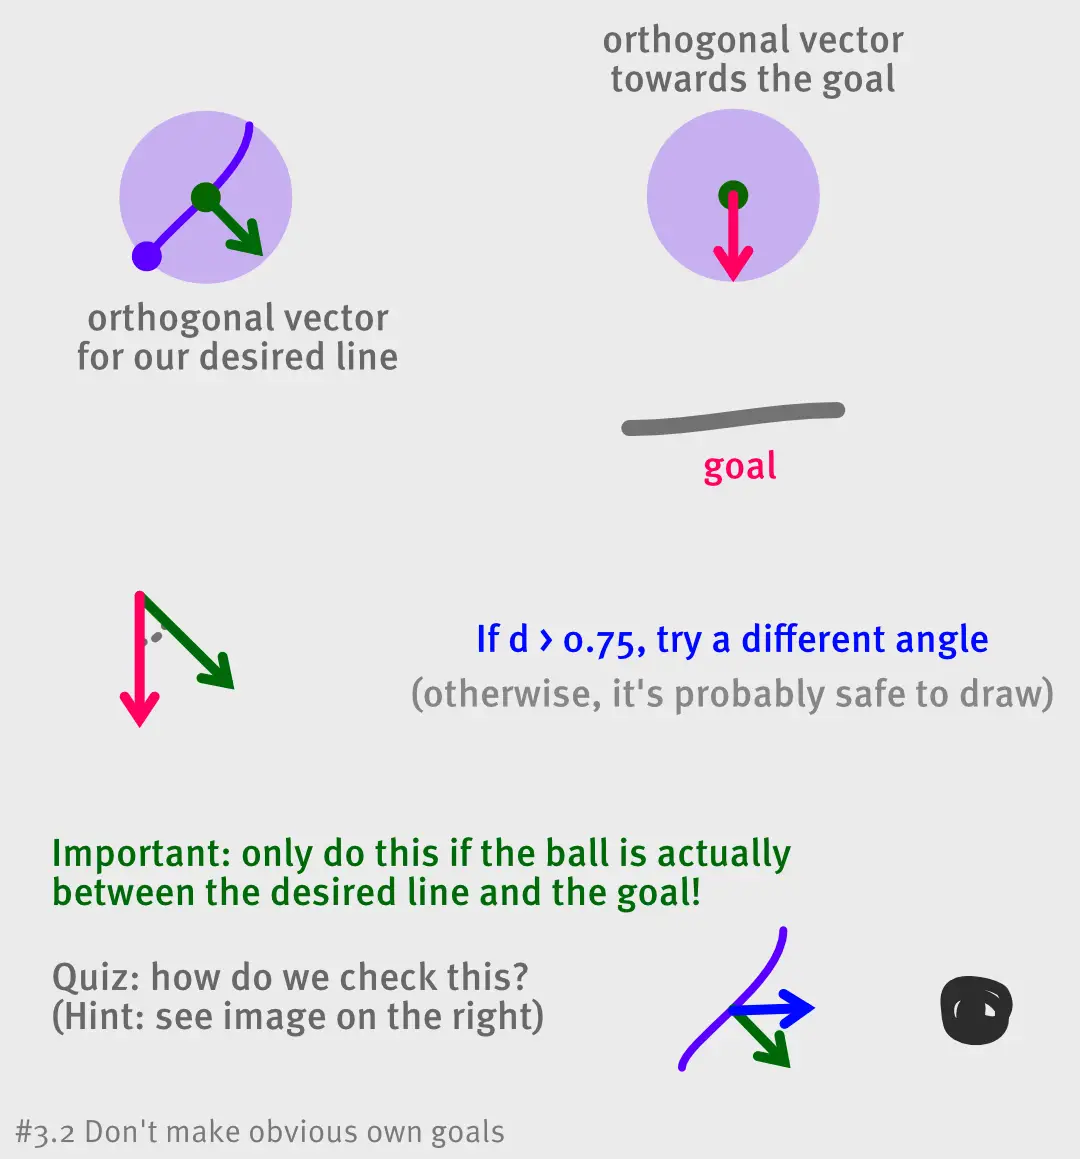 orthogonal vector
towards the goal
orthogonal vector
for our desired line
goal
If d > 0.75, try a different angle
(otherwise, it's probably safe to draw)
Important: only do this if the ball is actually
between the desired line and the goal!
Quiz: how do we check this?
(Hint: see image on the right)
#3.2 Don't make obvious own goals